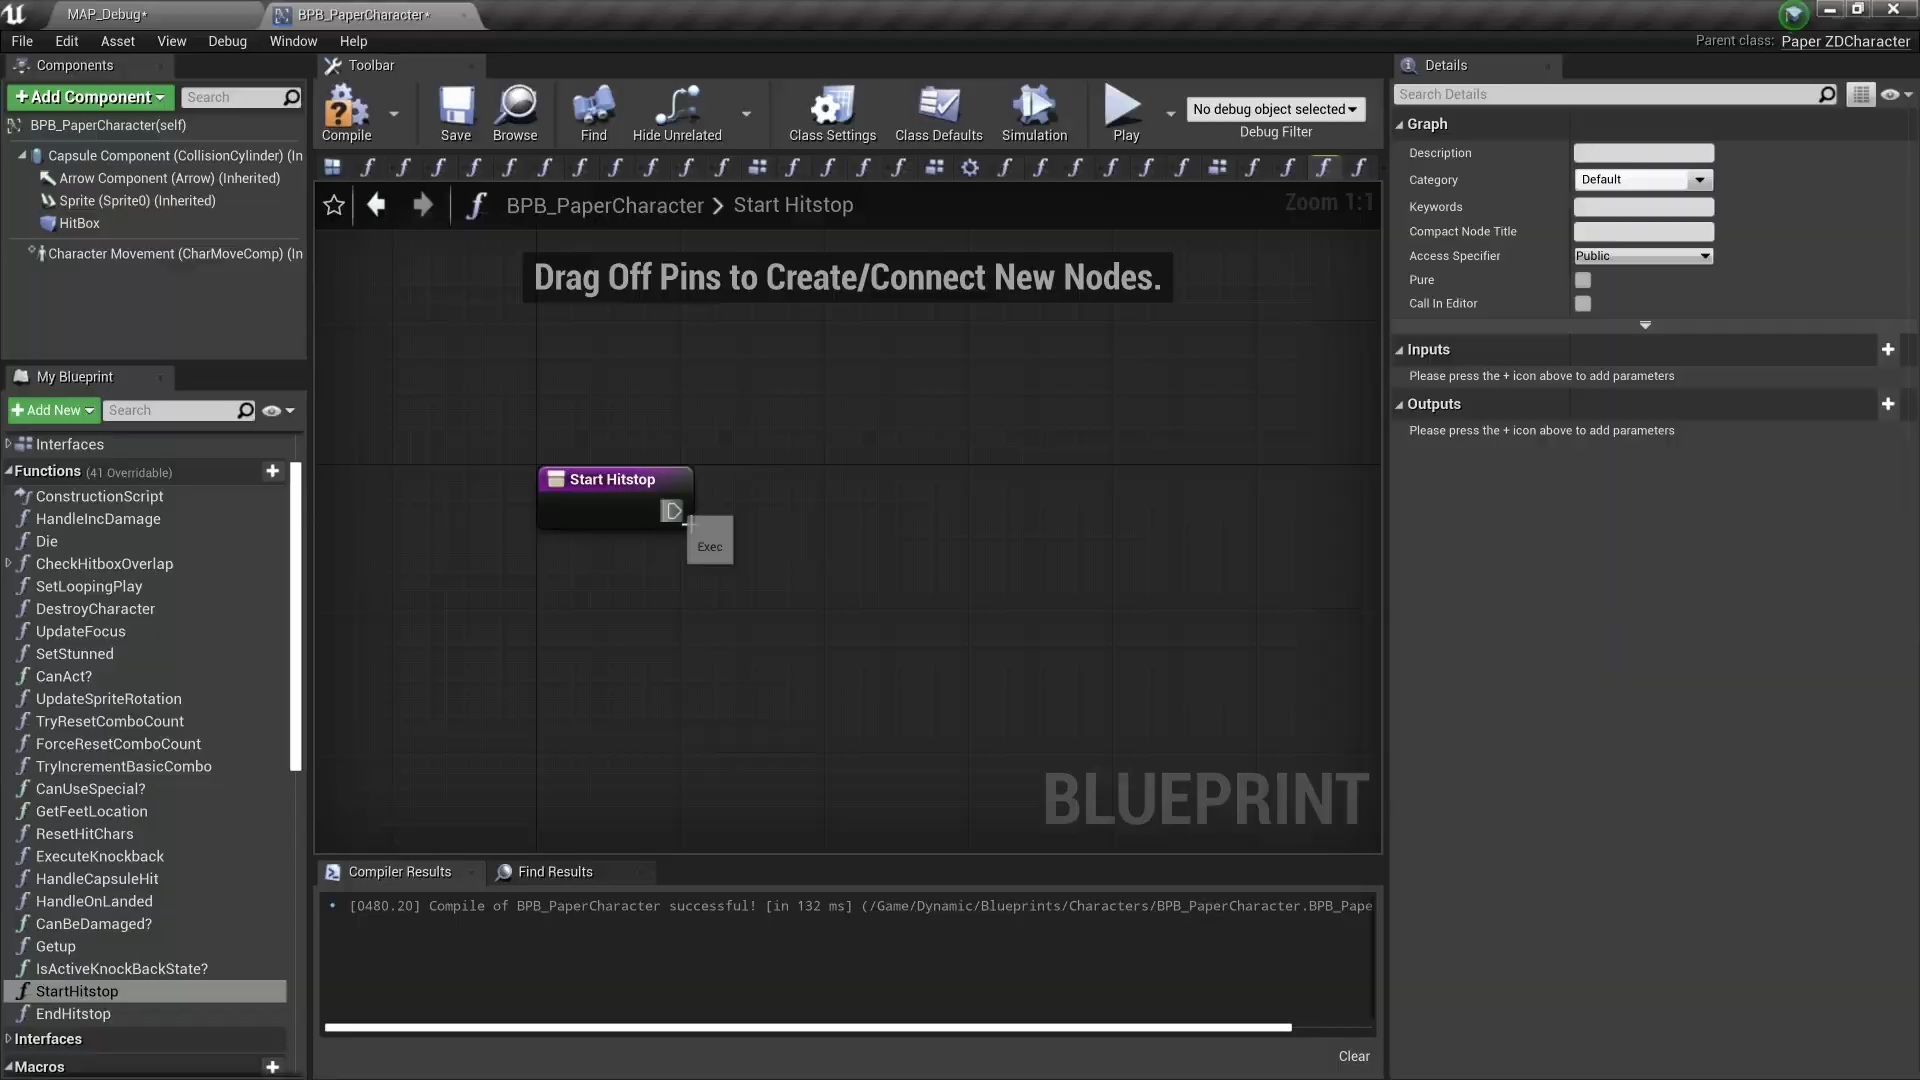 MAP_Debug*
BPB_PaperCharacter*
File Edit Asset View Debug Window Help
Parent class: Paper ZDCharacter
Components
+Add Component
Search
BPB_PaperCharacter(self)
Capsule Component (CollisionCylinder) (In
Arrow Component (Arrow) (Inherited)
Sprite (Sprite0) (Inherited)
HitBox
Character Movement (CharMoveComp) (In
My Blueprint
+Add New
Search
Interfaces
Functions (41 Overridable)
ConstructionScript
HandleIncDamage
Die
CheckHitboxOverlap
SetLoopingPlay
DestroyCharacter
UpdateFocus
SetStunned
CanAct?
UpdateSpriteRotation
TryResetComboCount
ForceResetComboCount
TryIncrementBasicCombo
CanUseSpecial?
GetFeetLocation
ResetHitChars
ExecuteKnockback
HandleCapsuleHit
HandleOnLanded
CanBeDamaged?
Getup
IsActiveKnockBackState?
StartHitstop
EndHitstop
Interfaces
Macros
Toolbar
Compile
Save
Browse
Find
Hide Unrelated
Class Settings
Class Defaults
Simulation
Play
No debug object selected
Debug Filter
BPB_PaperCharacter > Start Hitstop
Zoom 1:1
Drag Off Pins to Create/Connect New Nodes.
Start Hitstop
Exec
BLUEPRINT
Compiler Results
Find Results
[0480.20] Compile of BPB_PaperCharacter successful! [in 132 ms] (/Game/Dynamic/Blueprints/Characters/BPB_PaperCharacter.BPB_Pape
Clear
Details
Search Details
Graph
Description
Category Default
Keywords
Compact Node Title
Access Specifier Public
Pure
Call In Editor
Inputs
Please press the + icon above to add parameters
Outputs
Please press the + icon above to add parameters